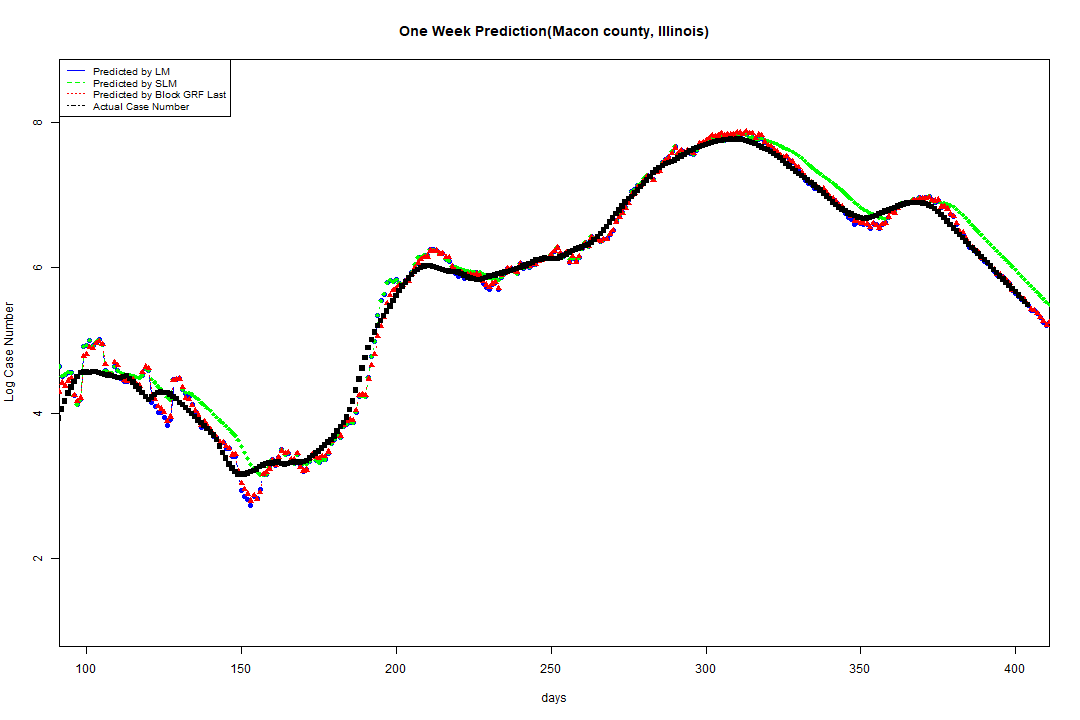 One Week Prediction(Macon county, Illinois)
Predicted by LM
Predicted by SLM
Predicted by Block GRF Last
Actual Case Number
8
6
4
2
Log Case Number
100 150 200 250 300 350 400
days